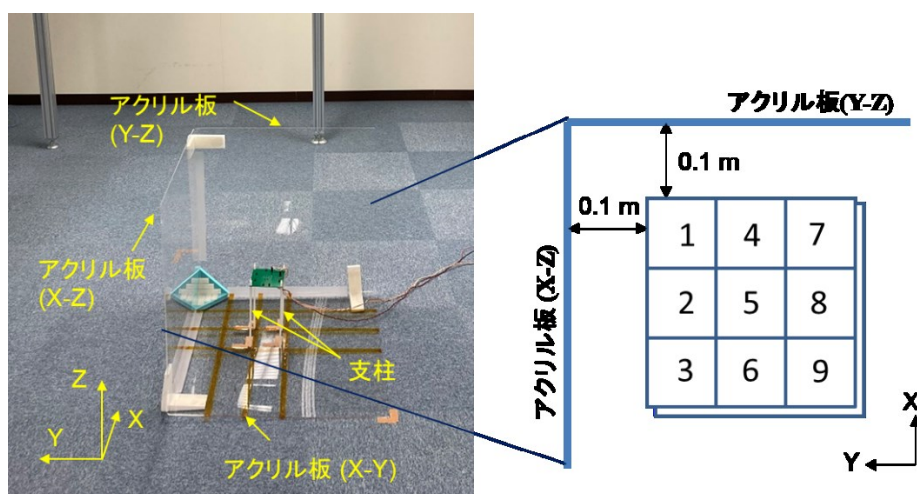 アクリル板
(Y-Z)
アクリル板
(X-Z)
支柱
アクリル板 (X-Y)
Z
X
Y
アクリル板(Y-Z)
0.1 m
0.1 m
アクリル板 (X-Z)
1 4 7
2 5 8
3 6 9
X
Y